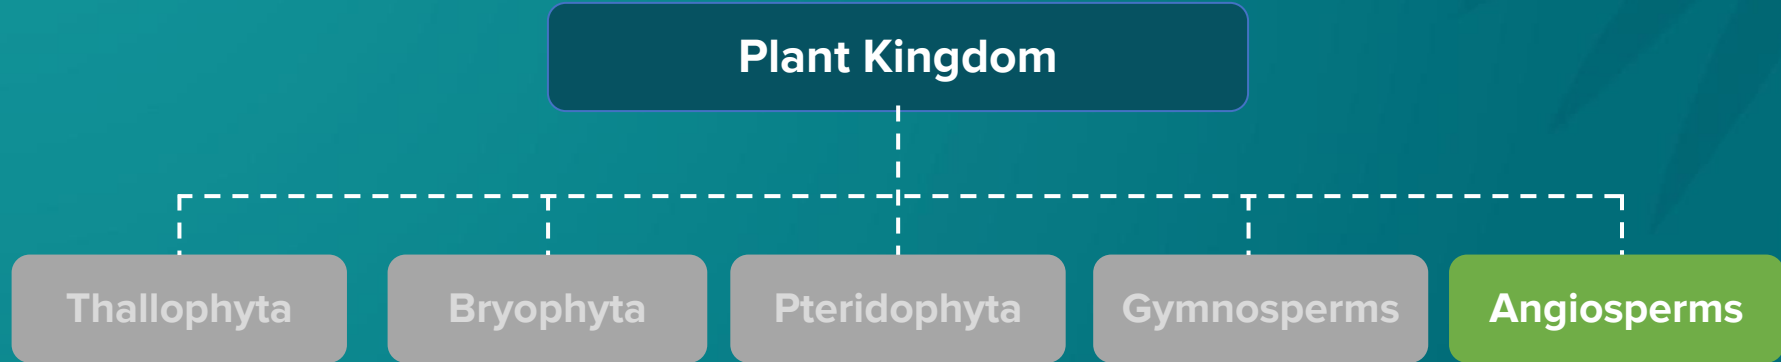 Plant Kingdom
Thallophyta
Bryophyta
Pteridophyta
Gymnosperms
Angiosperms